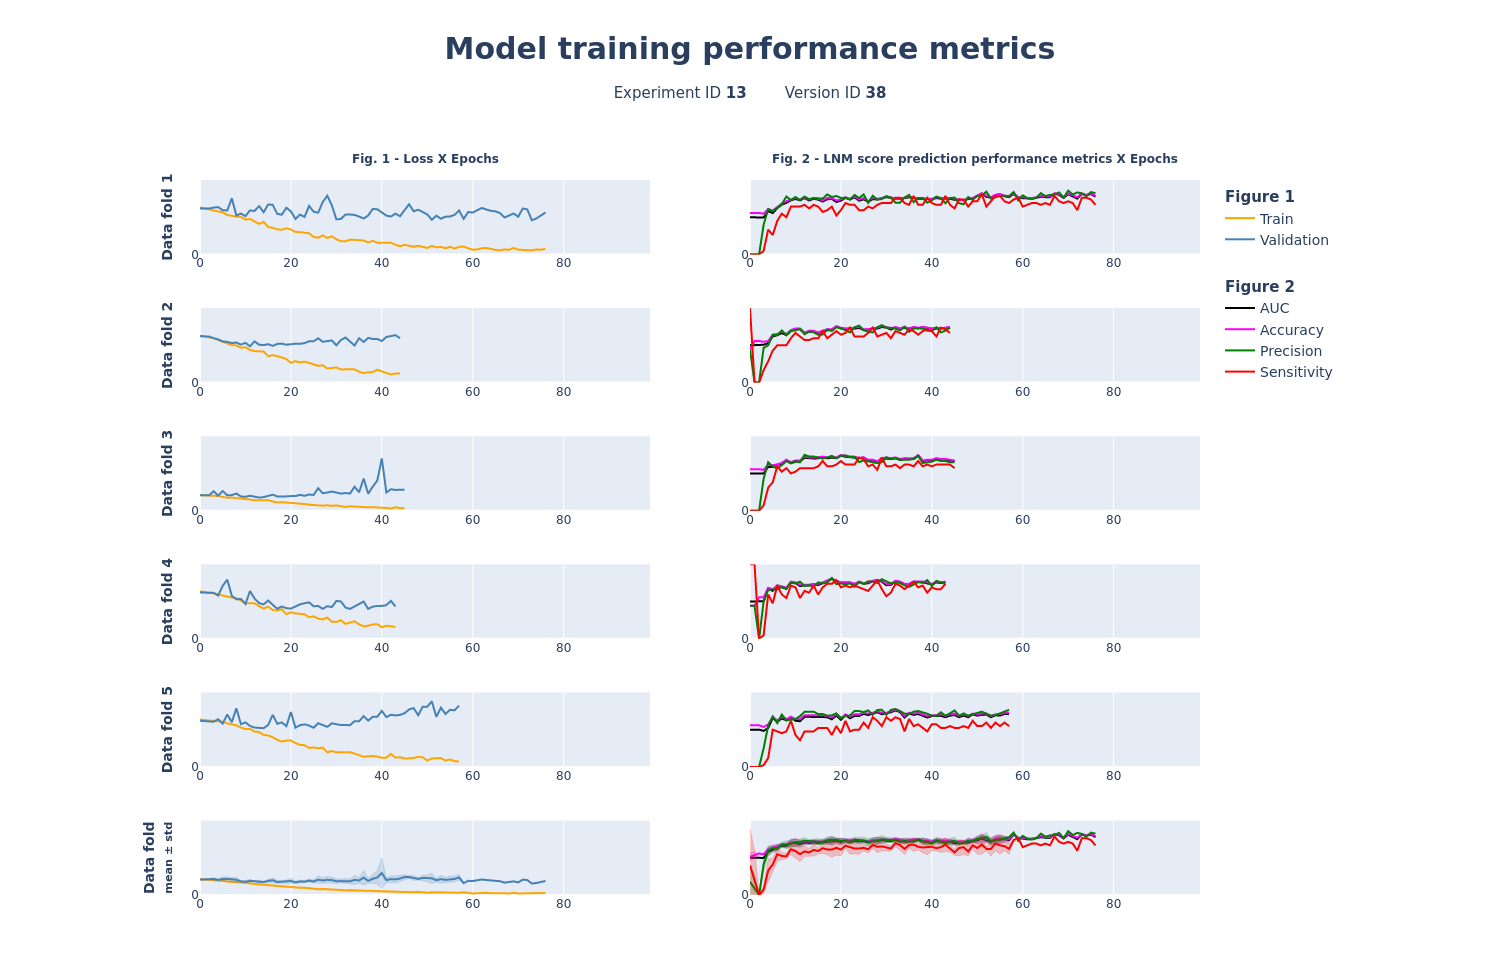 Model training performance metrics
Experiment ID 13 Version ID 38
Fig. 1 - Loss X Epochs
Fig. 2 - LNM score prediction performance metrics X Epochs
Data fold 1
0
0 20 40 60 80
0
0 20 40 60 80
Figure 1
Train
Validation
Figure 2
AUC
Accuracy
Precision
Sensitivity
Data fold 2
0
0 20 40 60 80
0
0 20 40 60 80
Data fold 3
0
0 20 40 60 80
0
0 20 40 60 80
Data fold 4
0
0 20 40 60 80
0
0 20 40 60 80
Data fold 5
0
0 20 40 60 80
0
0 20 40 60 80
Data fold
mean ± std
0
0 20 40 60 80
0
0 20 40 60 80